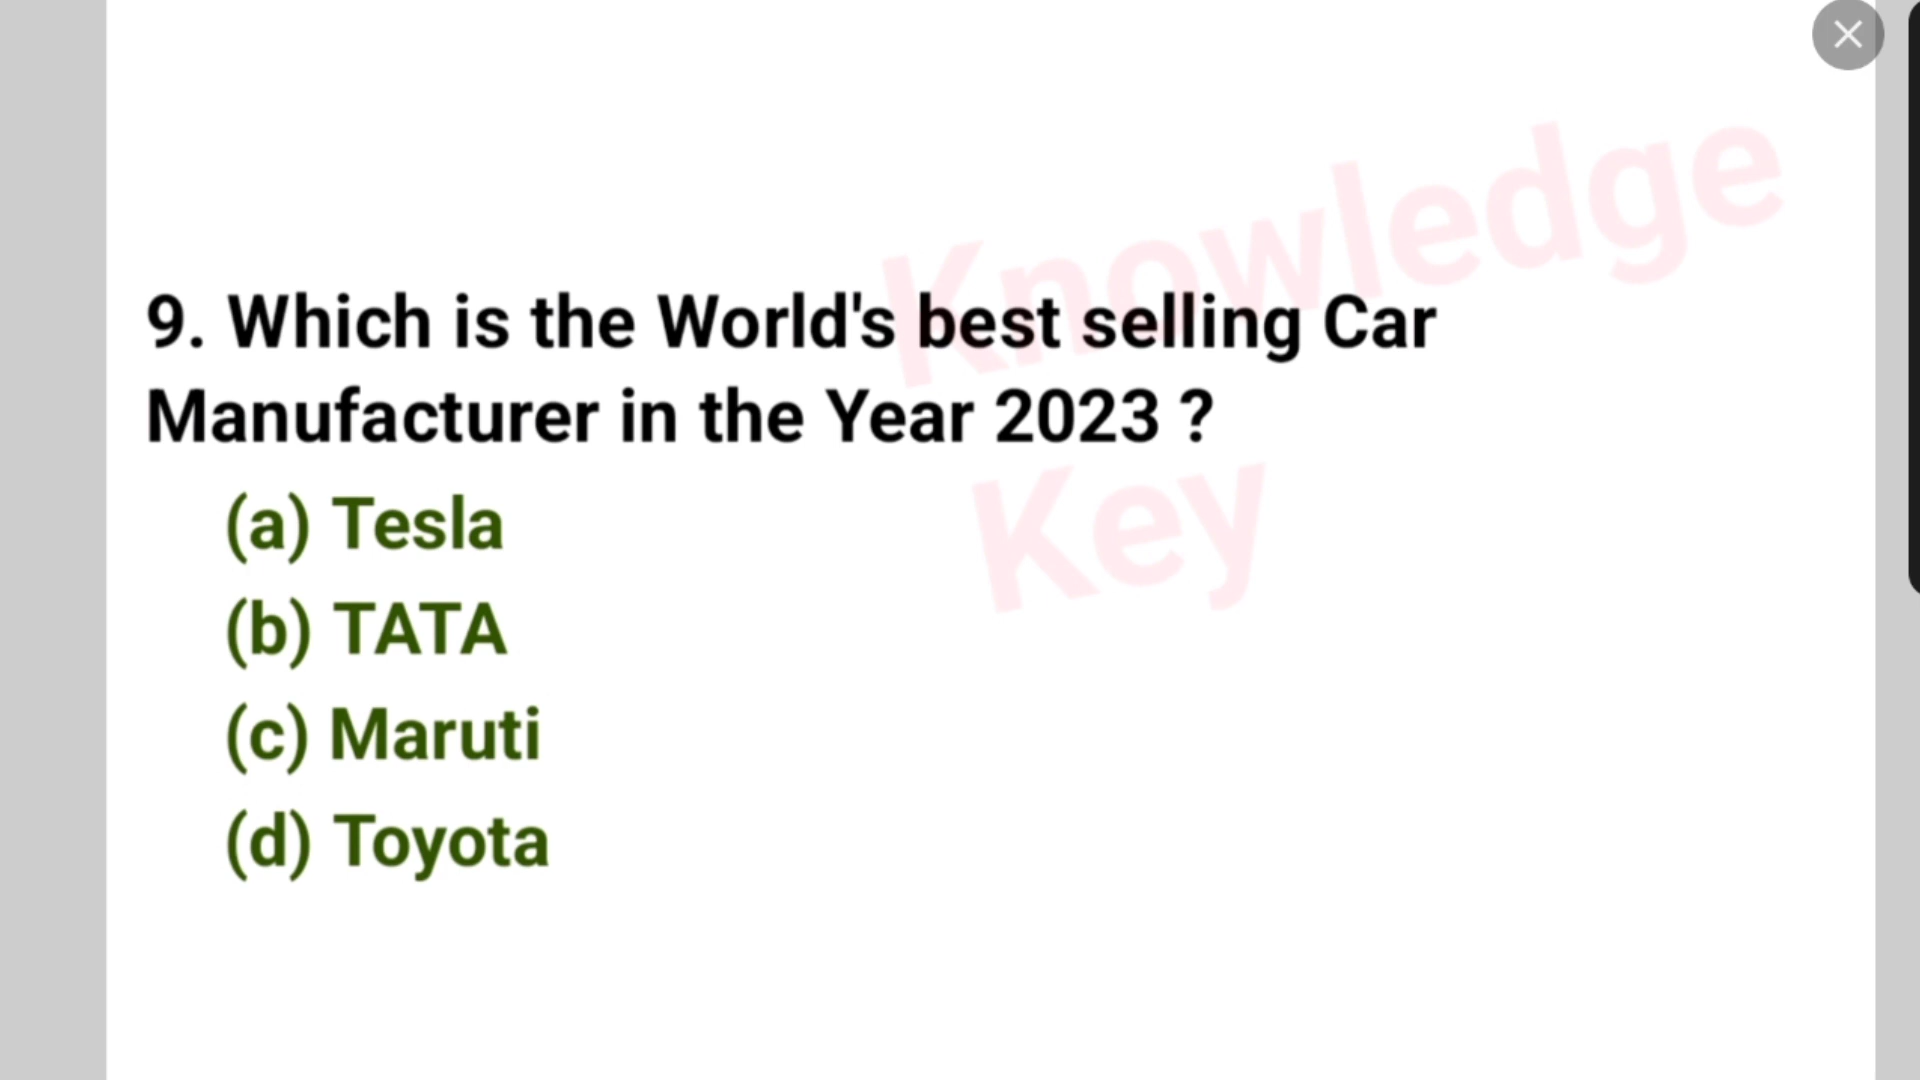 Knowledge
9. Which is the World's best selling Car
Manufacturer in the Year 2023 ?
Key
(a) Tesla
(b) TATA
(c) Maruti
(d) Toyota